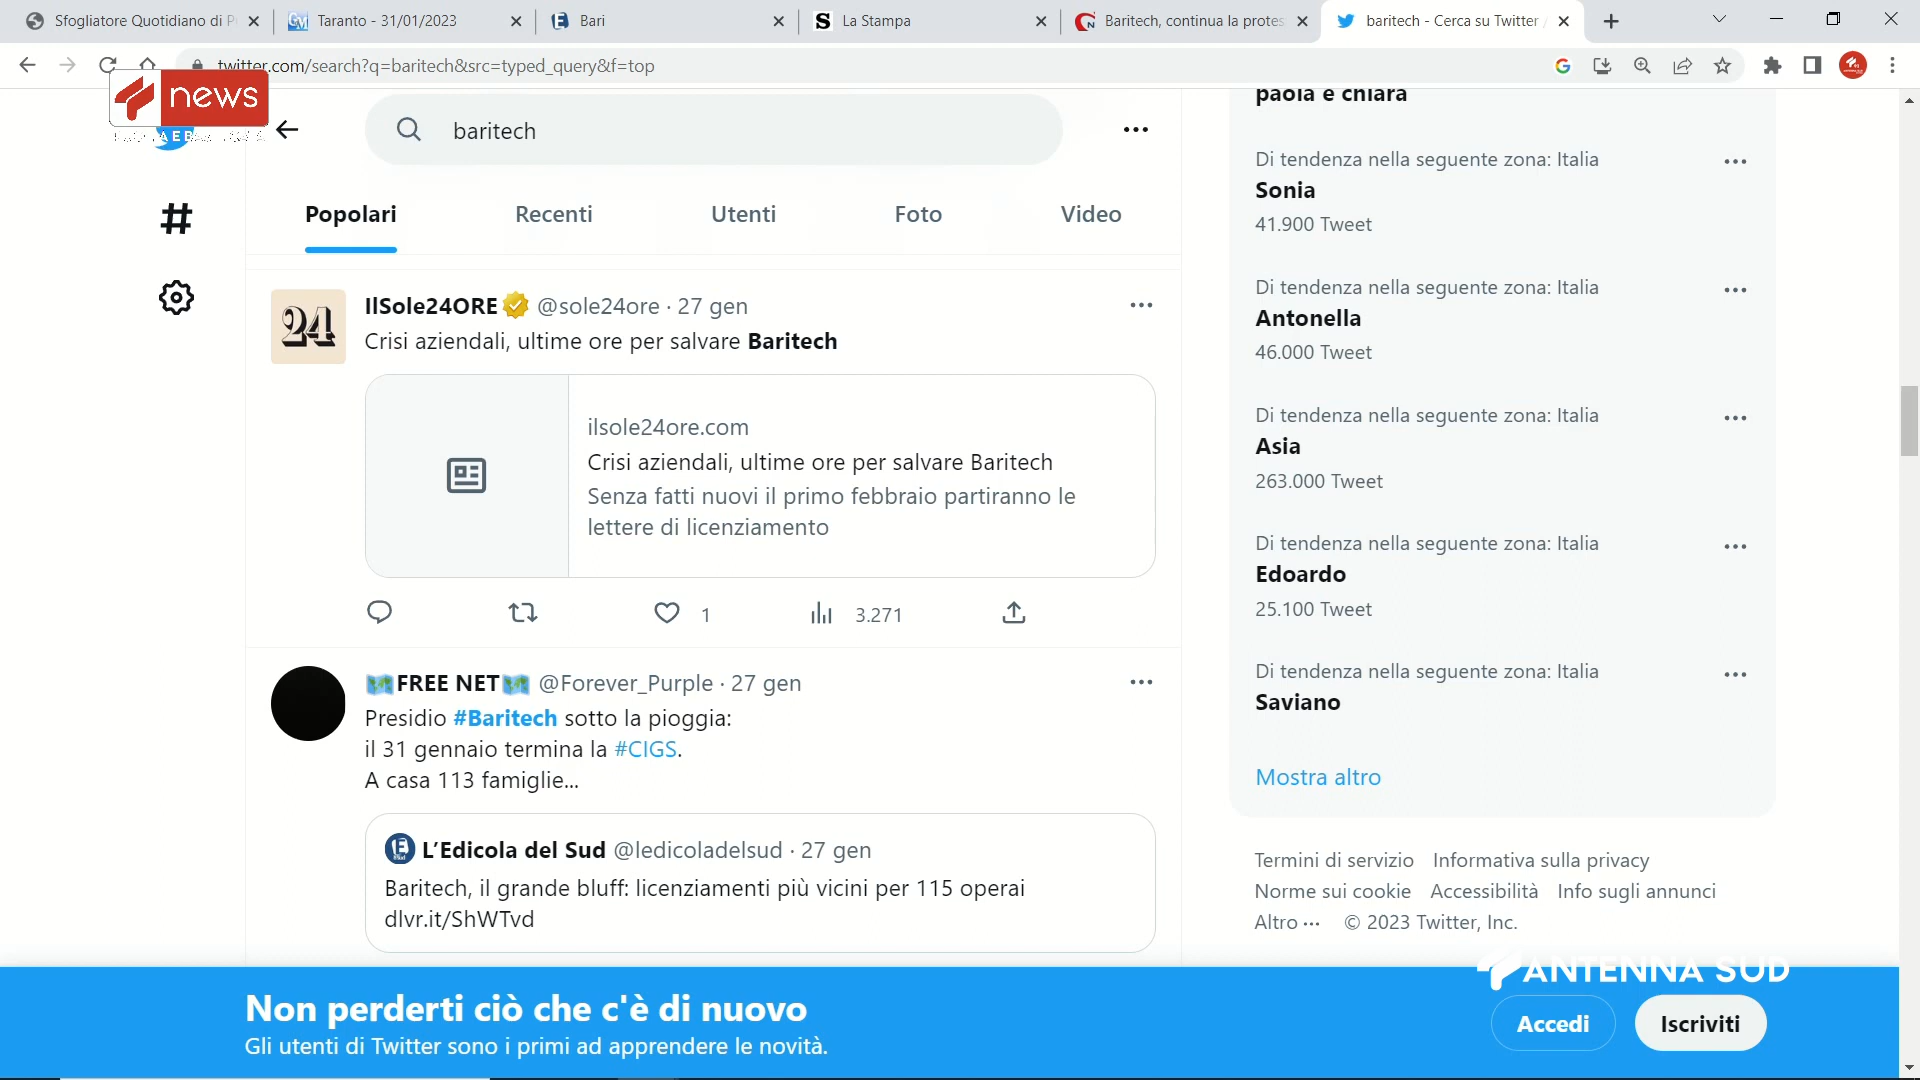 Sfogliatore Quotidiano di P
Taranto - 31/01/2023
Bari
La Stampa
Baritech, continua la protes
baritech - Cerca su Twitter
twitter.com/search?q=baritech&src=typed_query&f=top
news
baritech
Popolari
Recenti
Utenti
Foto
Video
IlSole24ORE @sole24ore · 27 gen
24
Crisi aziendali, ultime ore per salvare Baritech
ilsole24ore.com
Crisi aziendali, ultime ore per salvare Baritech
Senza fatti nuovi il primo febbraio partiranno le
lettere di licenziamento
1
3.271
FREE NET @Forever_Purple · 27 gen
Presidio #Baritech sotto la pioggia:
il 31 gennaio termina la #CIGS.
A casa 113 famiglie...
L'Edicola del Sud @ledicoladelsud · 27 gen
Baritech, il grande bluff: licenziamenti più vicini per 115 operai
dlvr.it/ShWTvd
paola e chiara
Di tendenza nella seguente zona: Italia
Sonia
41.900 Tweet
Di tendenza nella seguente zona: Italia
Antonella
46.000 Tweet
Di tendenza nella seguente zona: Italia
Asia
263.000 Tweet
Di tendenza nella seguente zona: Italia
Edoardo
25.100 Tweet
Di tendenza nella seguente zona: Italia
Saviano
Mostra altro
Termini di servizio Informativa sulla privacy
Norme sui cookie Accessibilità Info sugli annunci
Altro ··· © 2023 Twitter, Inc.
ANTENNA SUD
Non perderti ciò che c'è di nuovo
Gli utenti di Twitter sono i primi ad apprendere le novità.
Accedi
Iscriviti